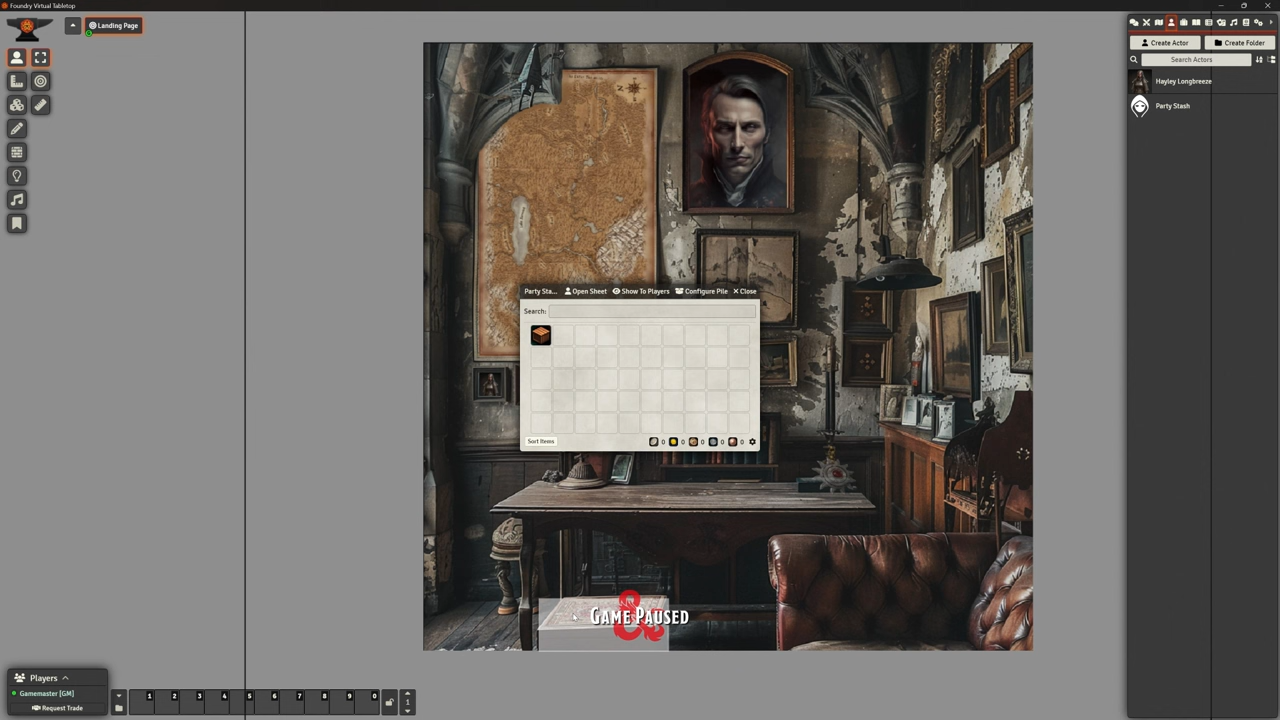 Foundry Virtual Tabletop
Landing Page
Create Actor
Create Folder
Search Actors
Hayley Longbreeze
Party Stash
Party Sta... Open Sheet Show To Players Configure Pile Close
Search:
Sort Items
0 0 0 0 0
GAME PAUSED
Players
Gamemaster [GM]
Request Trade
1 2 3 4 5 6 7 8 9 0
1